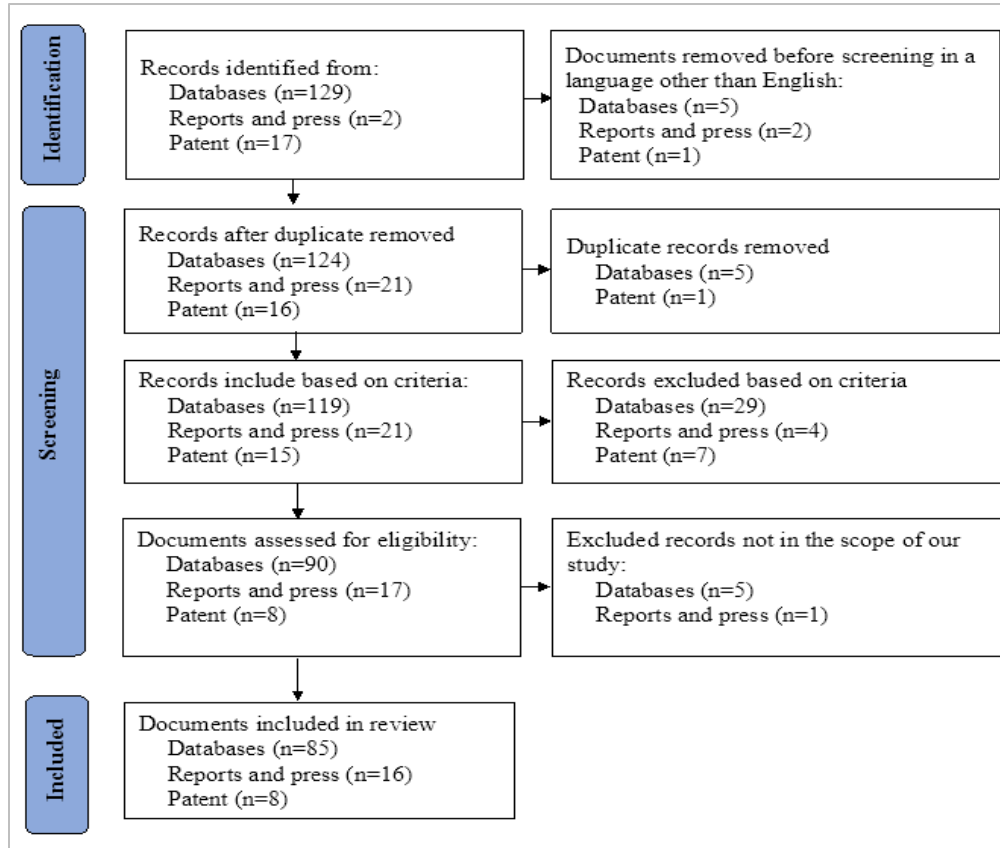 Identification
Records identified from:
Databases (n=129)
Reports and press (n=2)
Patent (n=17)
Documents removed before screening in a
language other than English:
Databases (n=5)
Reports and press (n=2)
Patent (n=1)
Screening
Records after duplicate removed
Databases (n=124)
Reports and press (n=21)
Patent (n=16)
Duplicate records removed
Databases (n=5)
Patent (n=1)
Records include based on criteria:
Databases (n=119)
Reports and press (n=21)
Patent (n=15)
Records excluded based on criteria
Databases (n=29)
Reports and press (n=4)
Patent (n=7)
Documents assessed for eligibility:
Databases (n=90)
Reports and press (n=17)
Patent (n=8)
Excluded records not in the scope of our
study:
Databases (n=5)
Reports and press (n=1)
Included
Documents included in review
Databases (n=85)
Reports and press (n=16)
Patent (n=8)